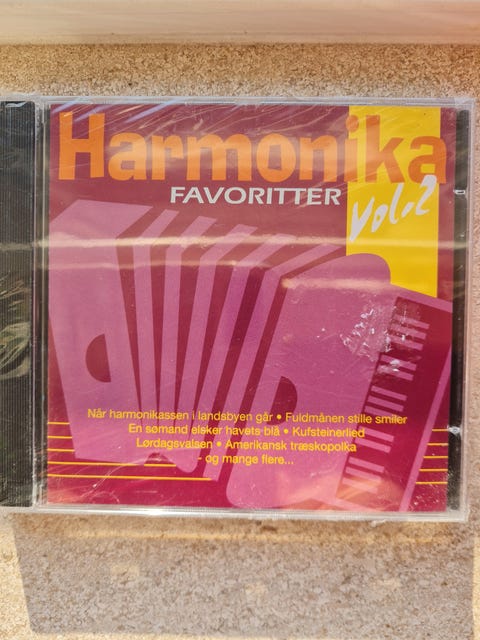 Harmonika
FAVORITTER
Vol.2
Når harmonikassen i landsbyen går • Fuldmånen stille smiler
En sømand elsker havets blå • Kufsteinerlied
Lørdagsvalsen • Amerikansk træskopolka
- og mange flere...